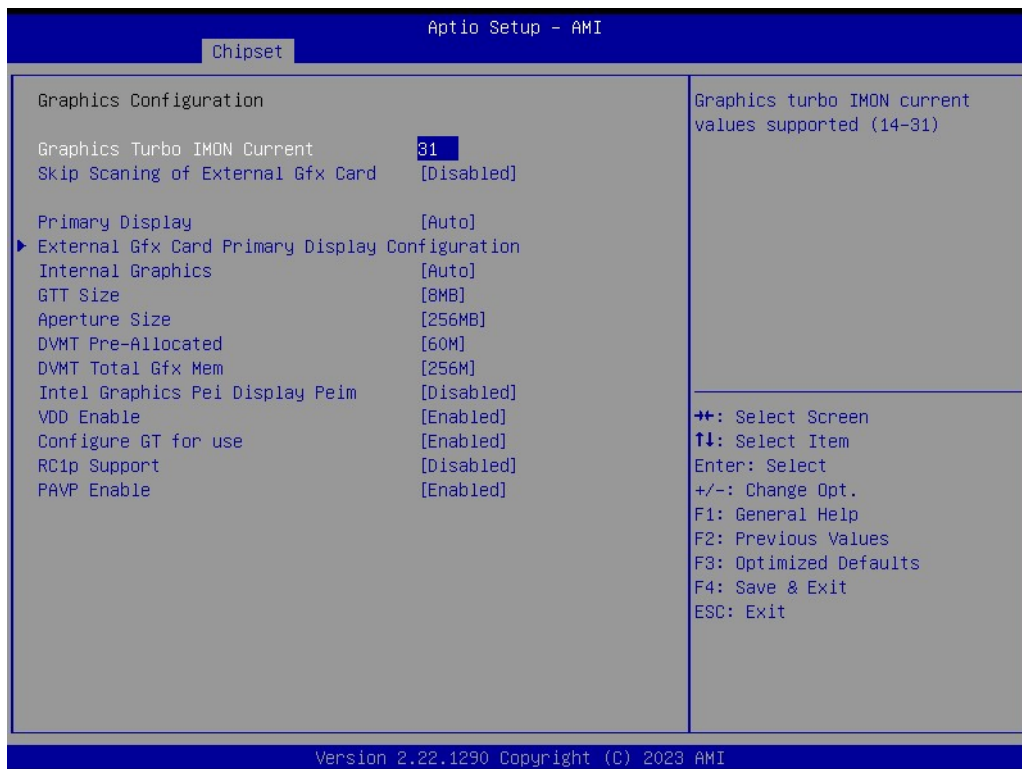 Aptio Setup – AMI
Chipset
Graphics Configuration
Graphics Turbo IMON Current 31
Skip Scaning of External Gfx Card [Disabled]
Primary Display [Auto]
External Gfx Card Primary Display Configuration
Internal Graphics [Auto]
GTT Size [8MB]
Aperture Size [256MB]
DVMT Pre-Allocated [60M]
DVMT Total Gfx Mem [256M]
Intel Graphics Pei Display Peim [Disabled]
VDD Enable [Enabled]
Configure GT for use [Enabled]
RC1p Support [Disabled]
PAVP Enable [Enabled]
Graphics turbo IMON current
values supported (14-31)
→←: Select Screen
↑↓: Select Item
Enter: Select
+/-: Change Opt.
F1: General Help
F2: Previous Values
F3: Optimized Defaults
F4: Save & Exit
ESC: Exit
Version 2.22.1290 Copyright (C) 2023 AMI